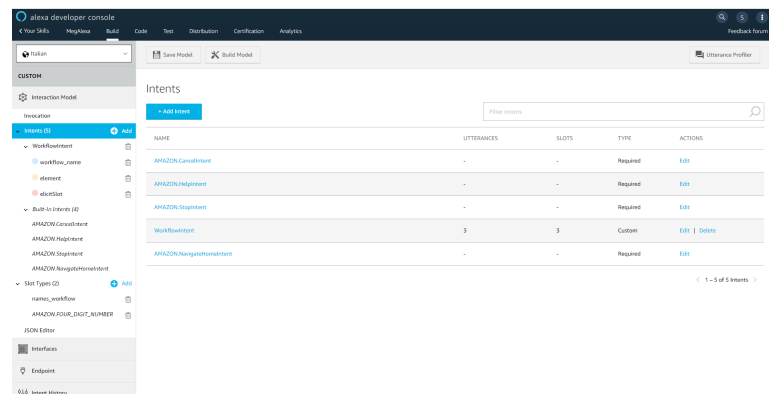 alexa developer console
S
< Your Skills MegAlexa Build Code Test Distribution Certification Analytics Feedback forum
Italian
Save Model Build Model Utterance Profiler
CUSTOM
Interaction Model
Invocation
Intents (5) Add
WorkflowIntent
workflow_name
element
elicitSlot
Built-In Intents (4)
AMAZON.CancelIntent
AMAZON.HelpIntent
AMAZON.StopIntent
AMAZON.NavigateHomeIntent
Slot Types (2) Add
names_workflow
AMAZON.FOUR_DIGIT_NUMBER
JSON Editor
Interfaces
Endpoint
Intent History
Intents
+ Add Intent Filter Intents
NAME UTTERANCES SLOTS TYPE ACTIONS
AMAZON.CancelIntent - - Required Edit
AMAZON.HelpIntent - - Required Edit
AMAZON.StopIntent - - Required Edit
WorkflowIntent 3 3 Custom Edit | Delete
AMAZON.NavigateHomeIntent - - Required Edit
< 1 – 5 of 5 Intents >